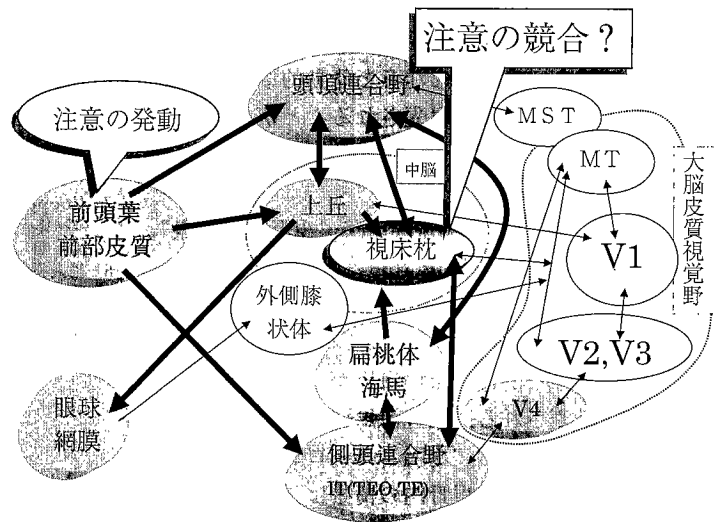 注意の競合？
頭頂連合野
注意の発動
MST
MT
中脳
前頭葉
前部皮質
上丘
視床枕
V1
大脳皮質視覚野
外側膝
状体
扁桃体
海馬
V2,V3
眼球
網膜
V4
側頭連合野
IT(TEO,TE)